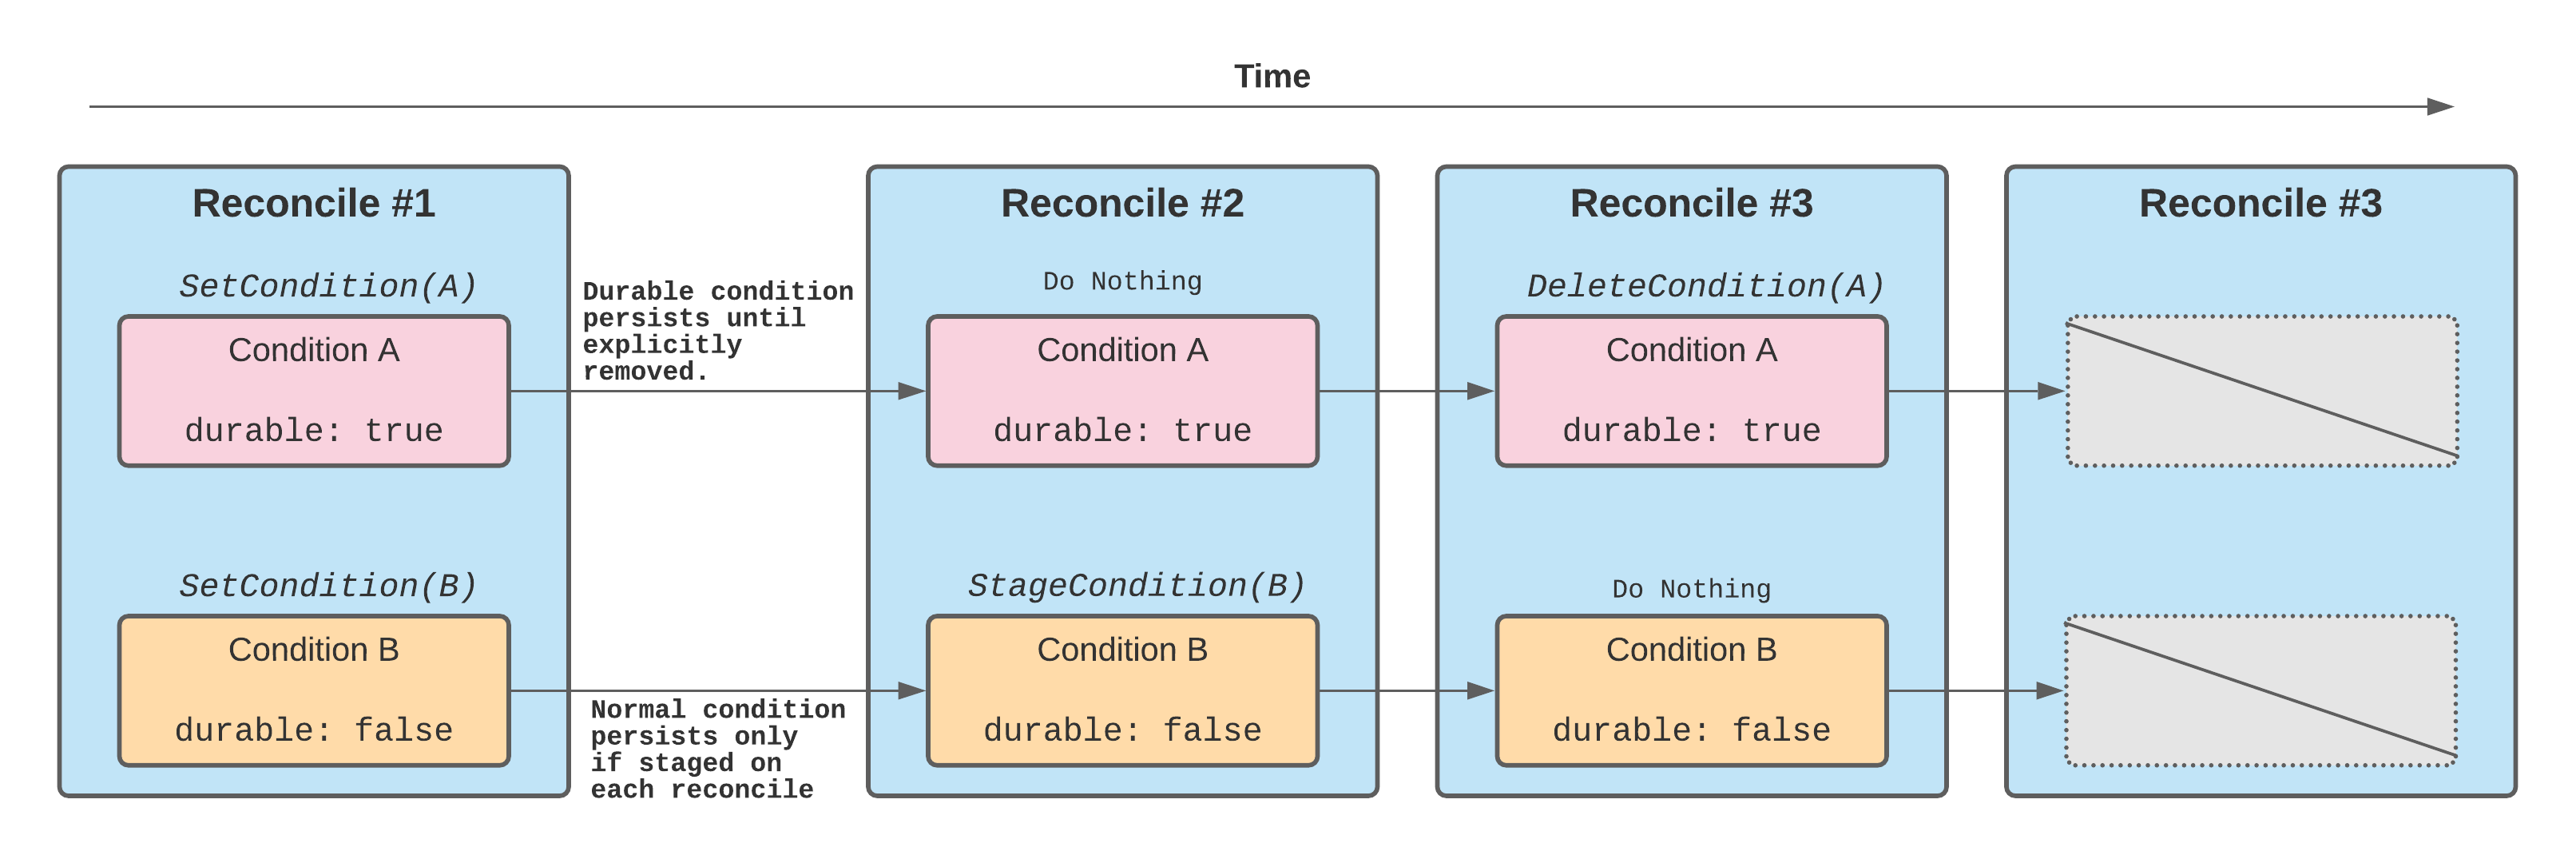 Time
Reconcile #1
SetCondition(A)
Condition A
durable: true
SetCondition(B)
Condition B
durable: false
Durable condition
persists until
explicitly
removed.
Normal condition
persists only
if staged on
each reconcile
Reconcile #2
Do Nothing
Condition A
durable: true
StageCondition(B)
Condition B
durable: false
Reconcile #3
DeleteCondition(A)
Condition A
durable: true
Do Nothing
Condition B
durable: false
Reconcile #3